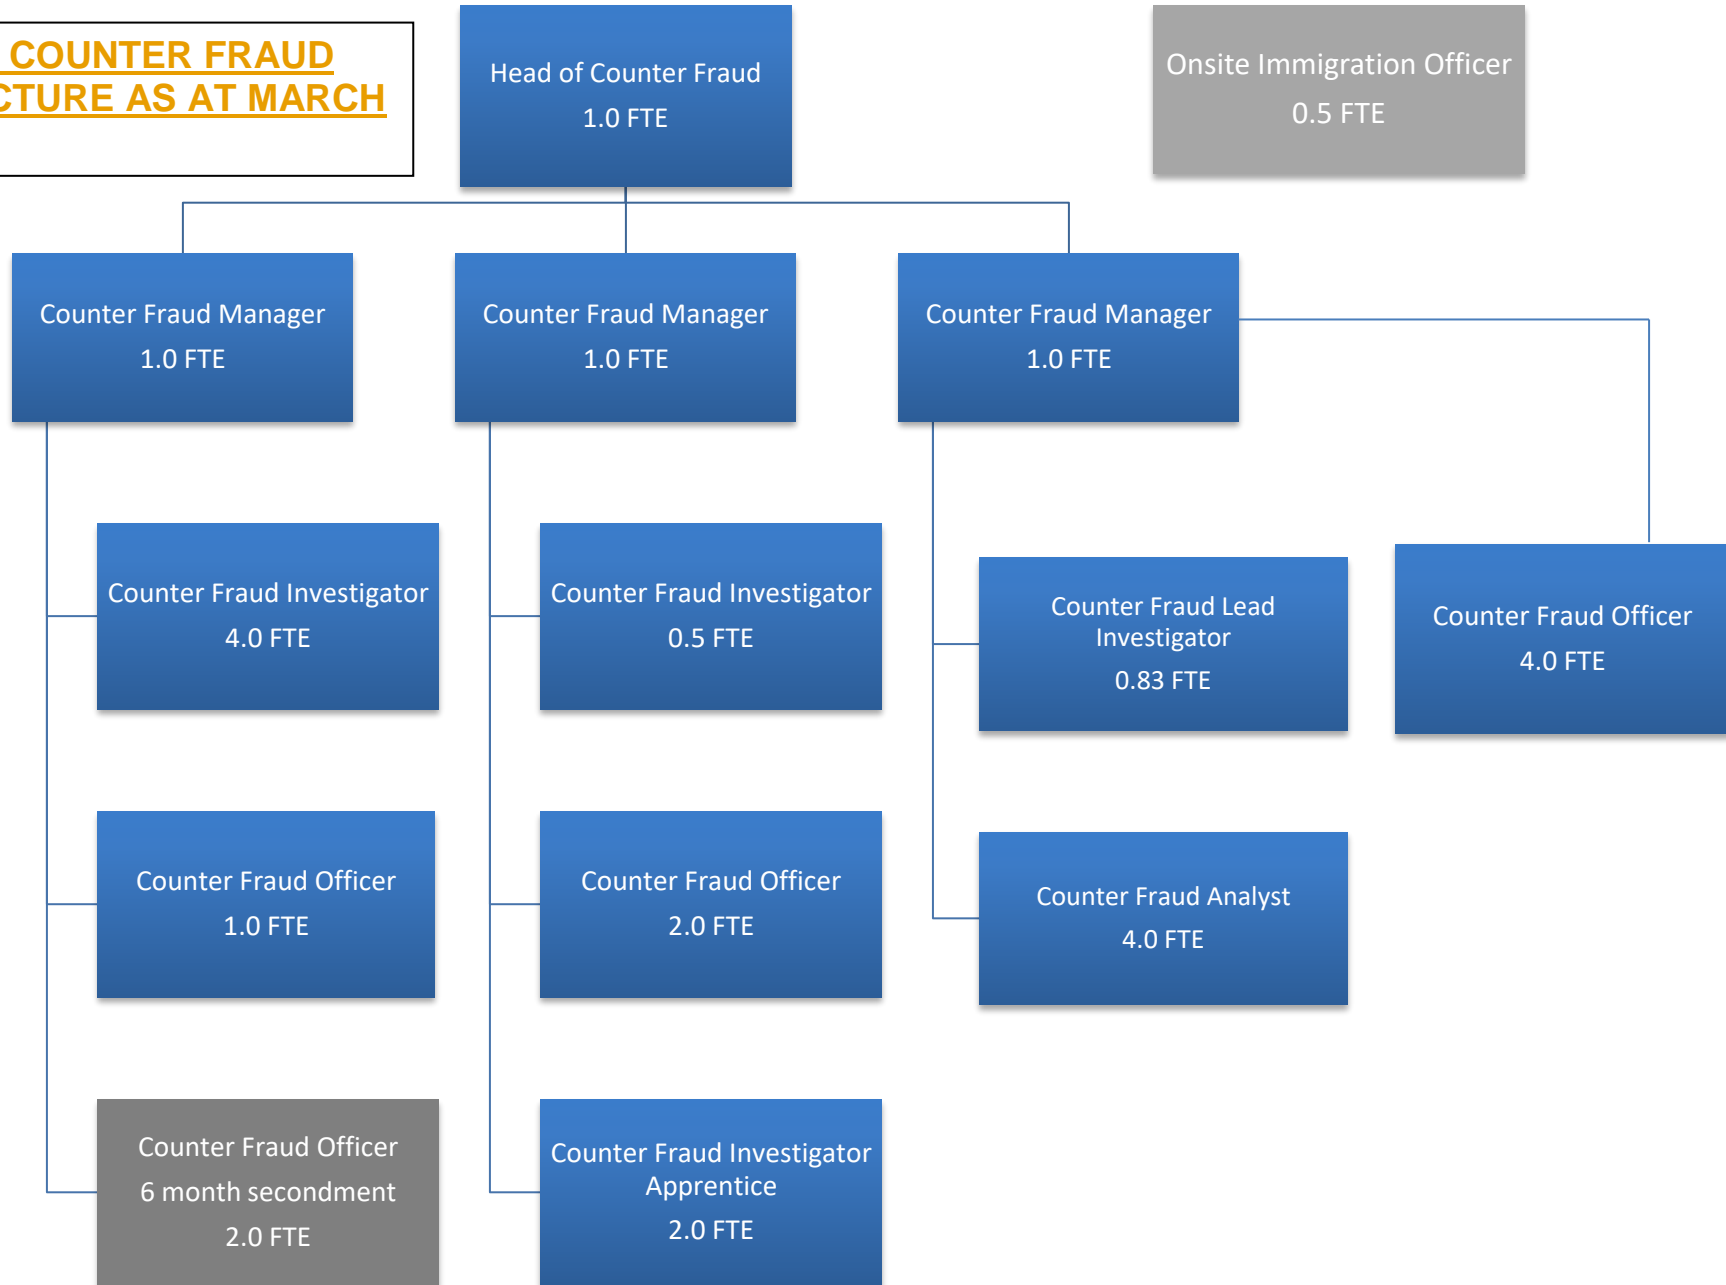 COUNTER FRAUD
CTURE AS AT MARCH
Head of Counter Fraud
1.0 FTE
Onsite Immigration Officer
0.5 FTE
Counter Fraud Manager
1.0 FTE
Counter Fraud Manager
1.0 FTE
Counter Fraud Manager
1.0 FTE
Counter Fraud Investigator
4.0 FTE
Counter Fraud Investigator
0.5 FTE
Counter Fraud Lead
Investigator
0.83 FTE
Counter Fraud Officer
4.0 FTE
Counter Fraud Officer
1.0 FTE
Counter Fraud Officer
2.0 FTE
Counter Fraud Analyst
4.0 FTE
Counter Fraud Officer
6 month secondment
2.0 FTE
Counter Fraud Investigator
Apprentice
2.0 FTE